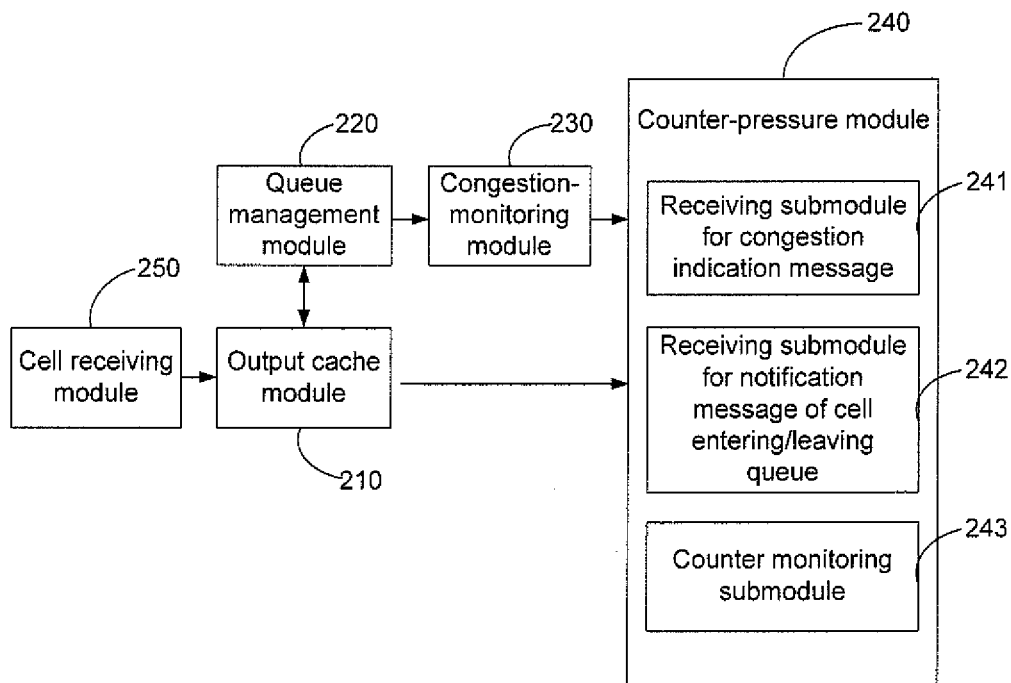 240
220
230
Counter-pressure module
Queue
management
module
Congestion-
monitoring
module
241
Receiving submodule
for congestion
indication message
250
Cell receiving
module
Output cache
module
Receiving submodule
for notification
message of cell
entering/leaving
queue
242
210
243
Counter monitoring
submodule